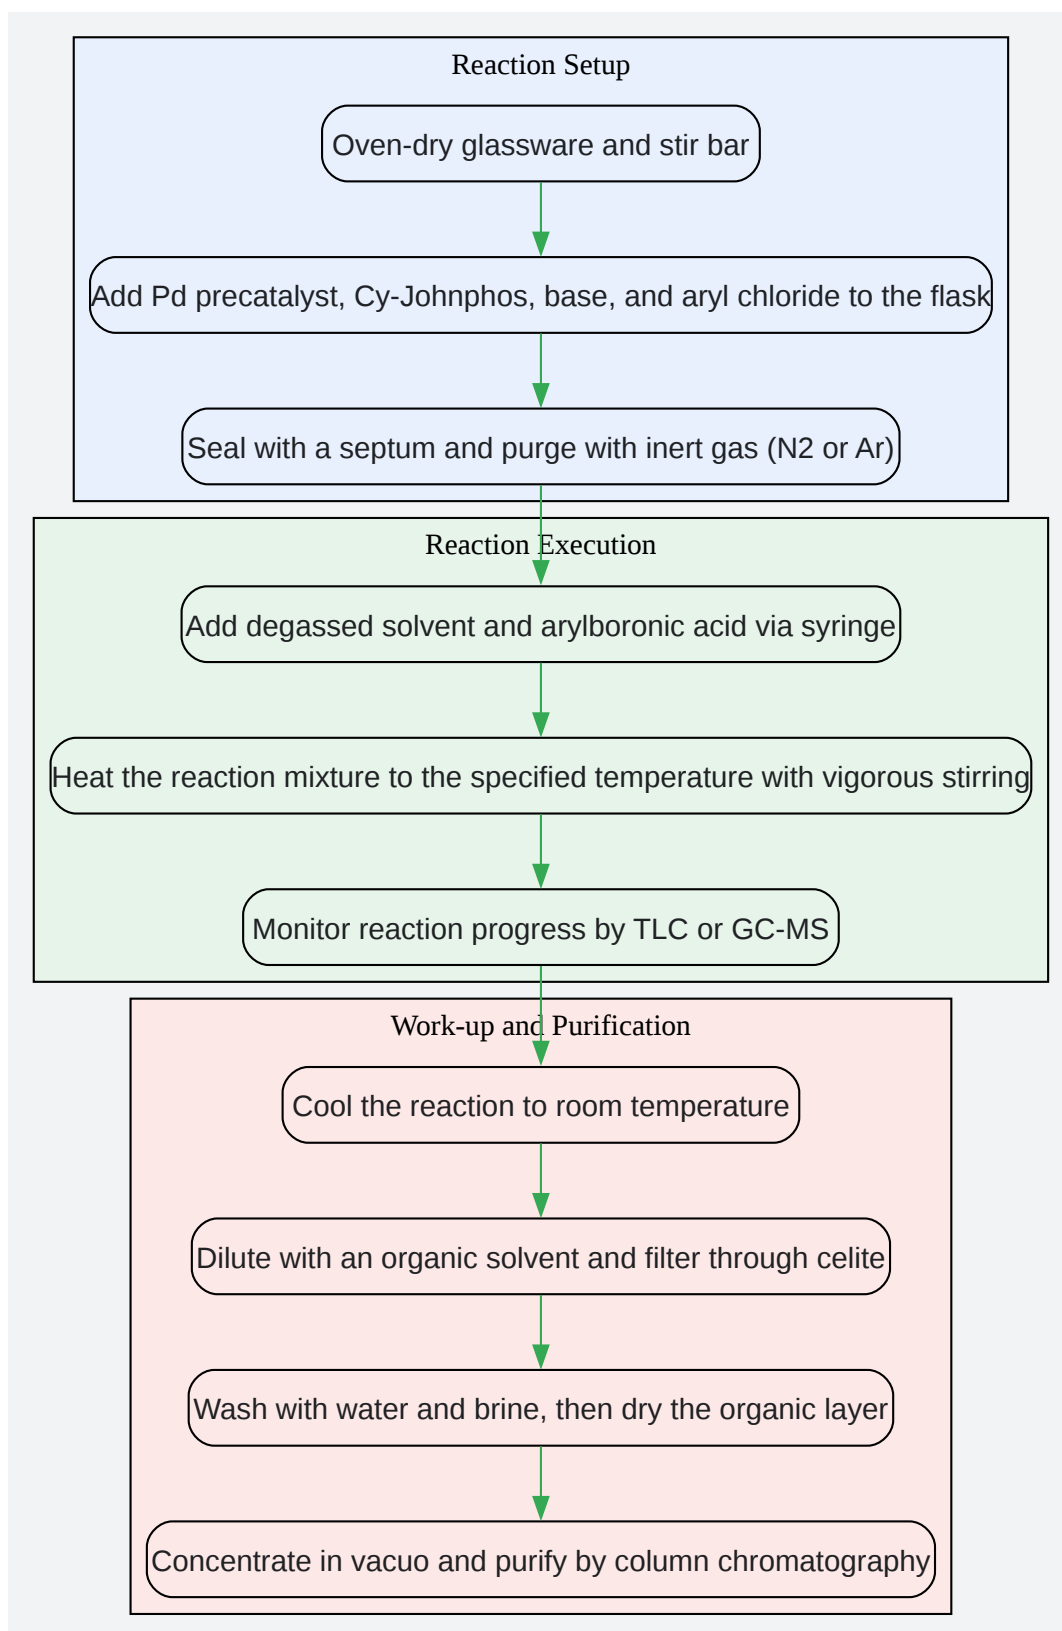 Reaction Setup
Oven-dry glassware and stir bar
Add Pd precatalyst, Cy-Johnphos, base, and aryl chloride to the flask
Seal with a septum and purge with inert gas (N2 or Ar)
Reaction Execution
Add degassed solvent and arylboronic acid via syringe
Heat the reaction mixture to the specified temperature with vigorous stirring
Monitor reaction progress by TLC or GC-MS
Work-up and Purification
Cool the reaction to room temperature
Dilute with an organic solvent and filter through celite
Wash with water and brine, then dry the organic layer
Concentrate in vacuo and purify by column chromatography